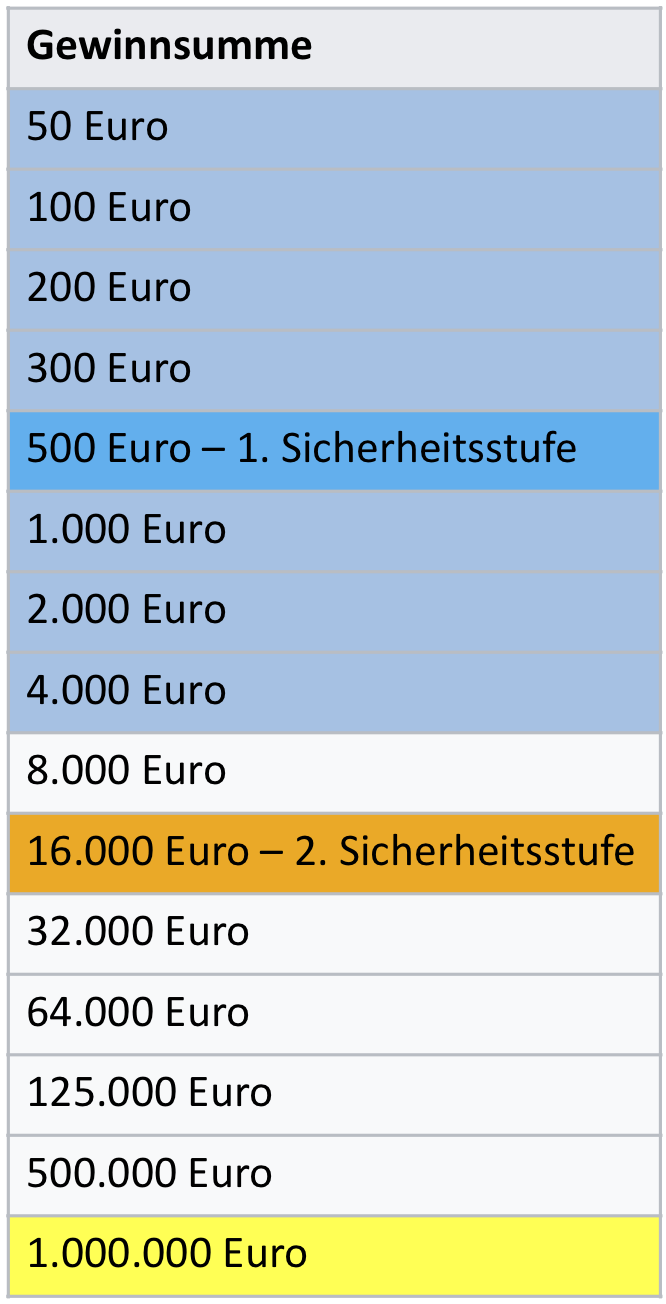 Gewinnsumme
50 Euro
100 Euro
200 Euro
300 Euro
500 Euro – 1. Sicherheitsstufe
1.000 Euro
2.000 Euro
4.000 Euro
8.000 Euro
16.000 Euro – 2. Sicherheitsstufe
32.000 Euro
64.000 Euro
125.000 Euro
500.000 Euro
1.000.000 Euro